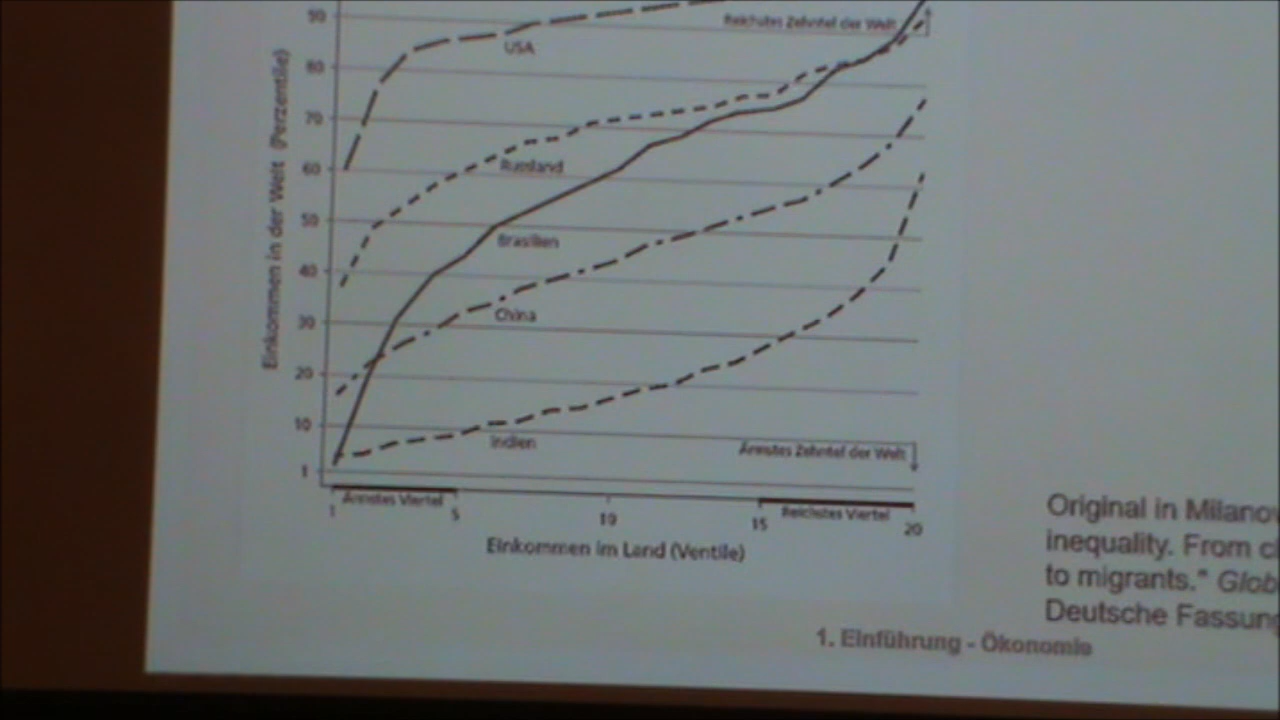 90
Reichstes Zehntel der Welt
USA
80
Einkommen in der Welt (Perzentile)
70
60
Russland
50
Brasilien
40
30
China
20
10
Indien
Ärmstes Zehntel der Welt
1
Ärmstes Viertel
Reichstes Viertel
1
5
10
15
20
Einkommen im Land (Ventile)
Original in Milano
inequality. From c
to migrants." Glob
Deutsche Fassung
1. Einführung - Ökonomie